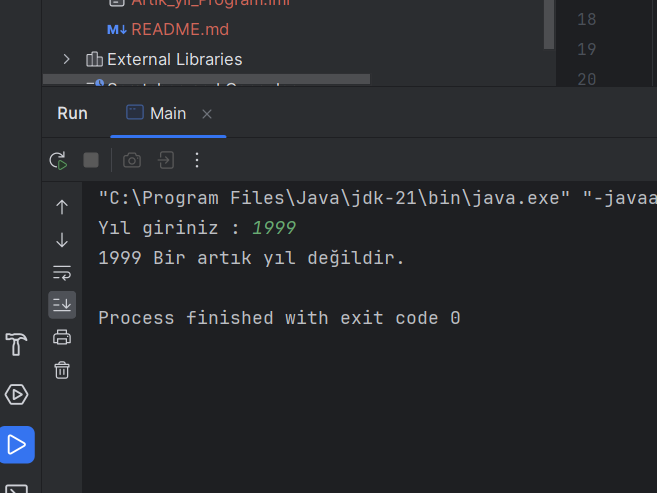 Artik_yil_Program.iml
18
README.md
19
External Libraries
20
Run
Main
"C:\Program Files\Java\jdk-21\bin\java.exe" "-javaa
Yıl giriniz : 1999
1999 Bir artık yıl değildir.
Process finished with exit code 0